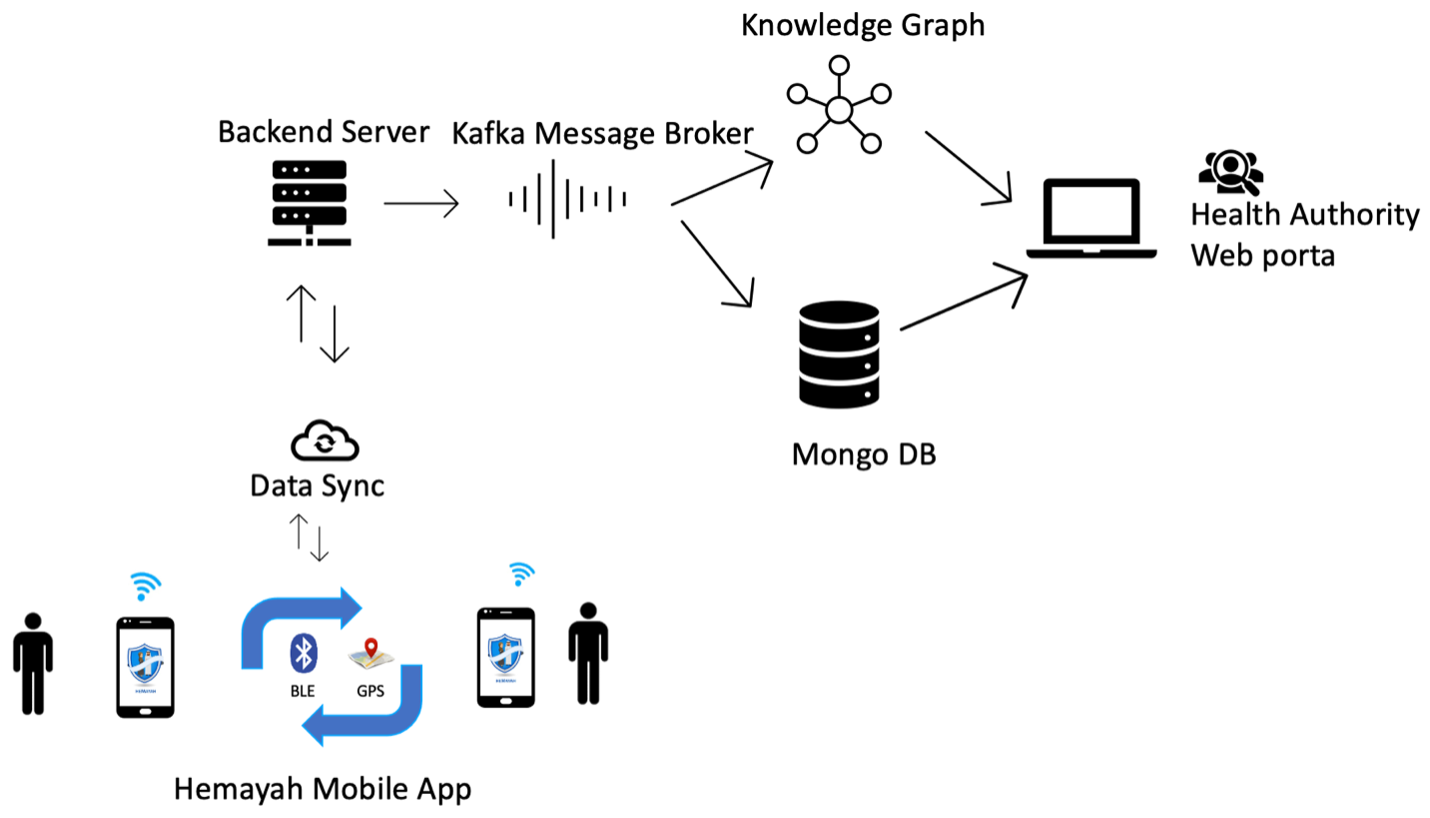 Knowledge Graph
Backend Server
Kafka Message Broker
Health Authority
Web porta
Mongo DB
Data Sync
BLE
GPS
Hemayah Mobile App